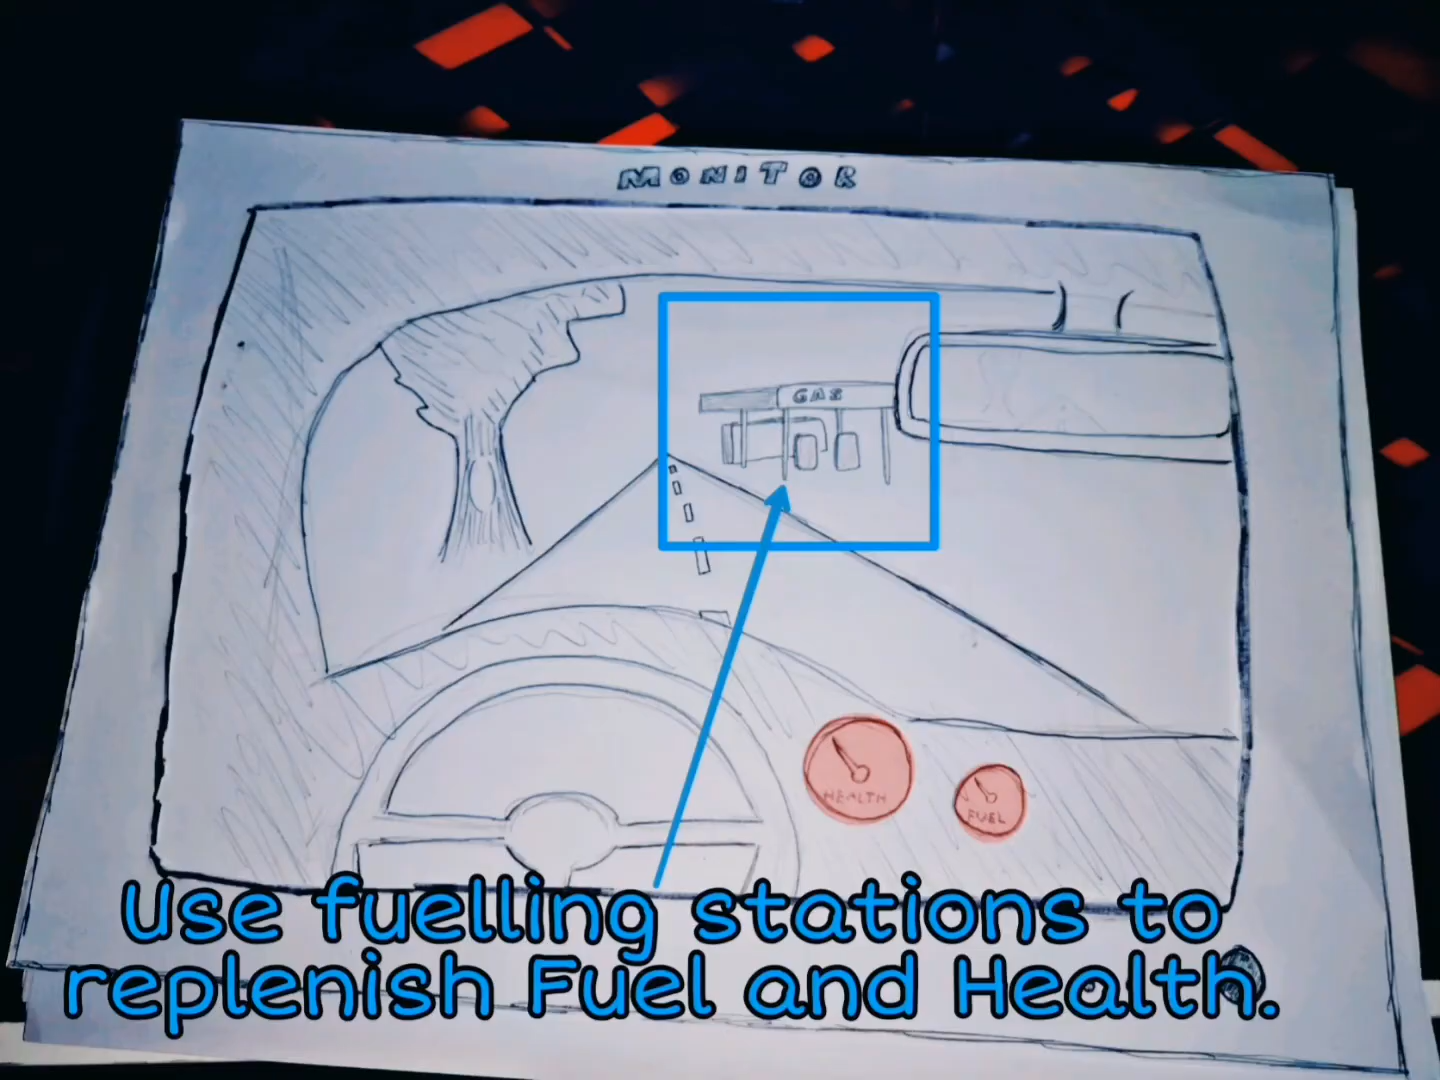 MONITOR
GAS
HEALTH
FUEL
Use fuelling stations to
replenish Fuel and Health.